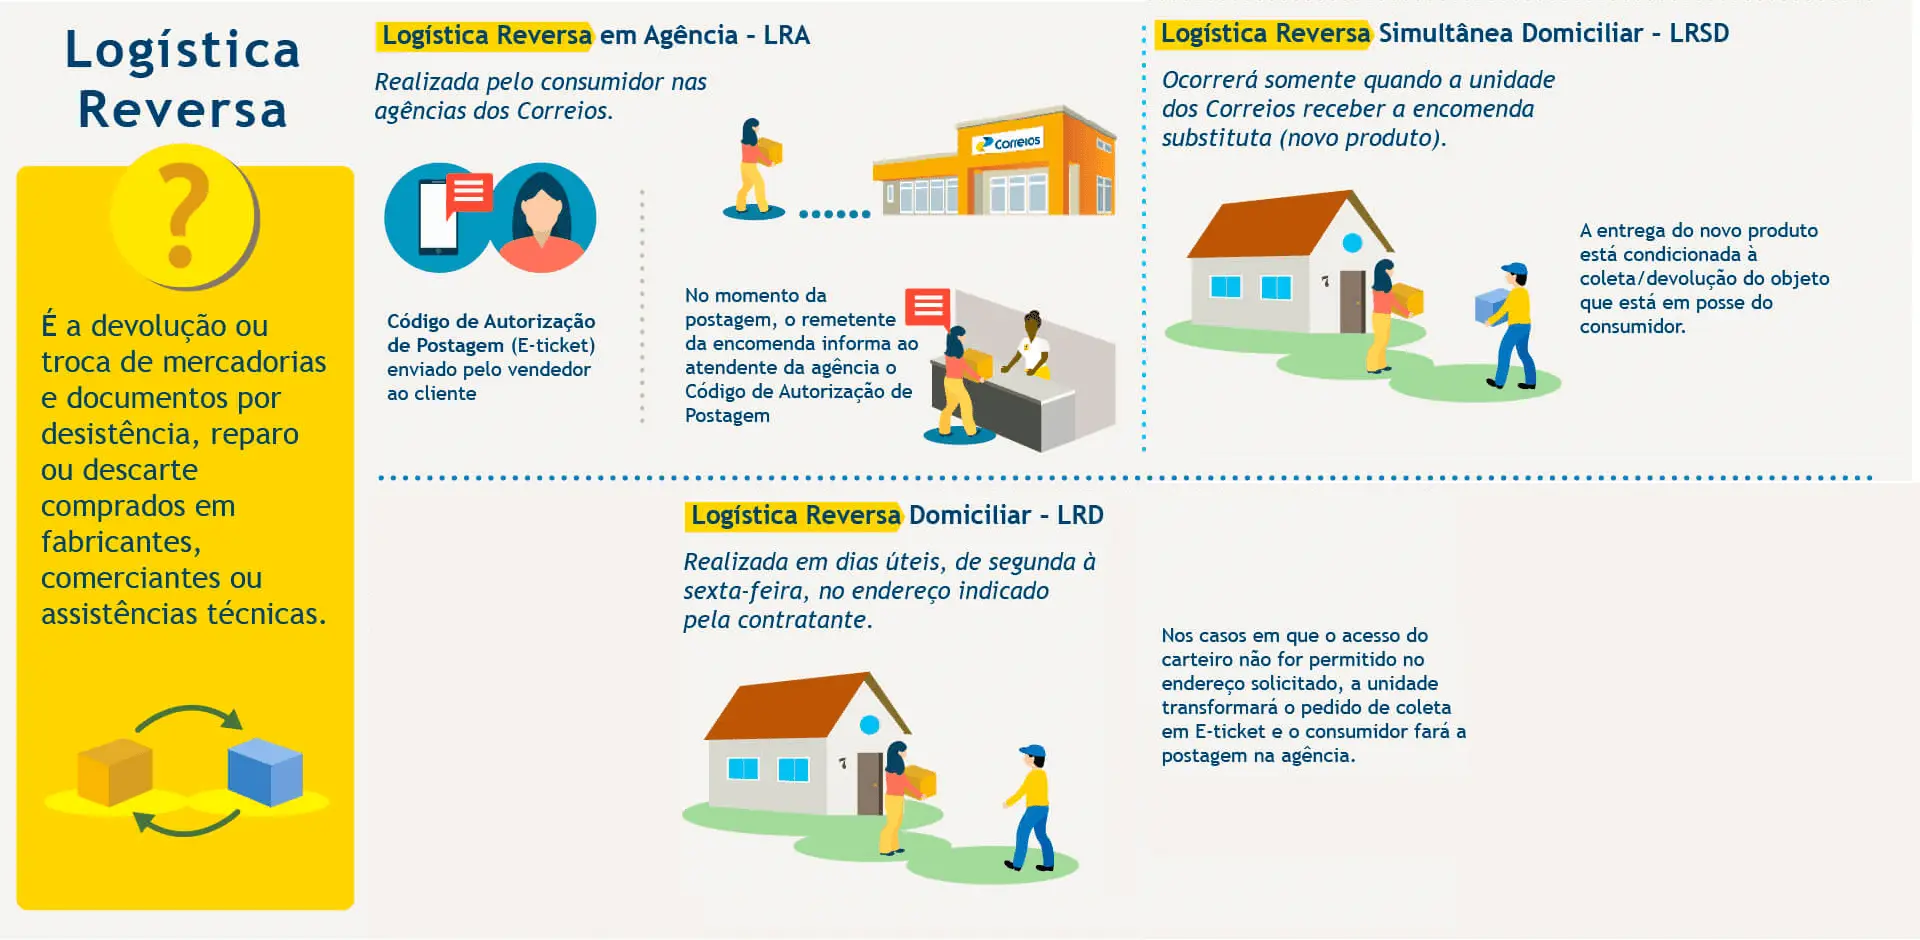 Logística
Reversa
?
É a devolução ou
troca de mercadorias
e documentos por
desistência, reparo
ou descarte
comprados em
fabricantes,
comerciantes ou
assistências técnicas.
Logística Reversa em Agência – LRA
Realizada pelo consumidor nas
agências dos Correios.
Correios
Código de Autorização
de Postagem (E-ticket)
enviado pelo vendedor
ao cliente
No momento da
postagem, o remetente
da encomenda informa ao
atendente da agência o
Código de Autorização de
Postagem
Logística Reversa Simultânea Domiciliar – LRSD
Ocorrerá somente quando a unidade
dos Correios receber a encomenda
substituta (novo produto).
7
A entrega do novo produto
está condicionada à
coleta/devolução do objeto
que está em posse do
consumidor.
Logística Reversa Domiciliar – LRD
Realizada em dias úteis, de segunda à
sexta-feira, no endereço indicado
pela contratante.
7
Nos casos em que o acesso do
carteiro não for permitido no
endereço solicitado, a unidade
transformará o pedido de coleta
em E-ticket e o consumidor fará a
postagem na agência.